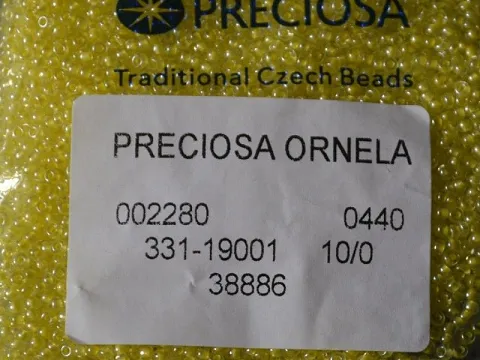 PRECIOSA
Traditional Czech Beads
PRECIOSA ORNELA
002280 0440
331-19001 10/0
38886